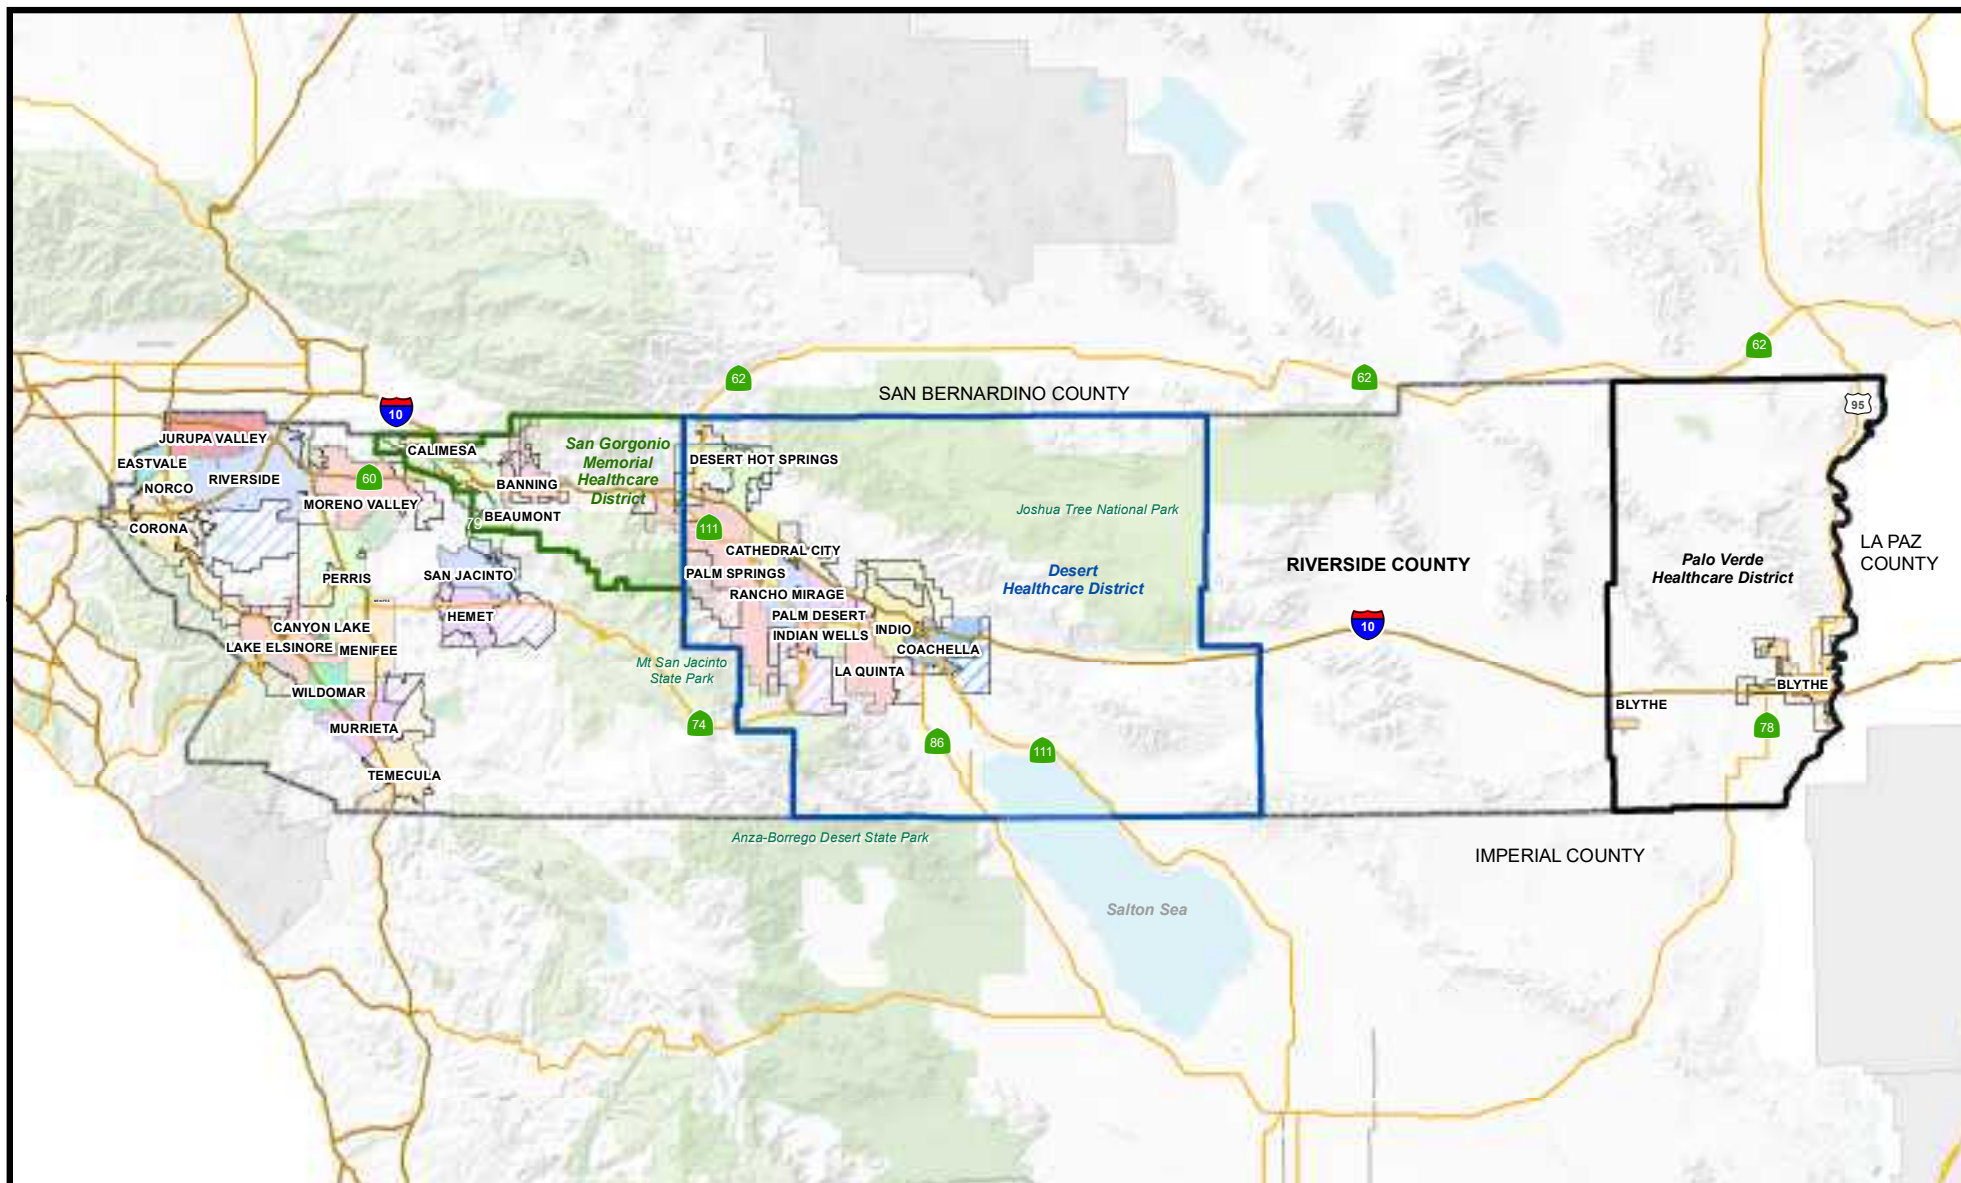 62
62
62
SAN BERNARDINO COUNTY
10
95
JURUPA VALLEY
CALIMESA
San Gorgonio
Memorial
Healthcare
District
EASTVALE
RIVERSIDE
NORCO
60
MORENO VALLEY
BANNING
DESERT HOT SPRINGS
CORONA
79
BEAUMONT
111
Joshua Tree National Park
CATHEDRAL CITY
LA PAZ
COUNTY
PERRIS
SAN JACINTO
PALM SPRINGS
Desert
Healthcare District
RIVERSIDE COUNTY
Palo Verde
Healthcare District
RANCHO MIRAGE
HEMET
PALM DESERT
CANYON LAKE
INDIAN WELLS
INDIO
10
LAKE ELSINORE
MENIFEE
COACHELLA
Mt San Jacinto
State Park
LA QUINTA
WILDOMAR
BLYTHE
BLYTHE
MURRIETA
74
86
111
78
TEMECULA
Anza-Borrego Desert State Park
IMPERIAL COUNTY
Salton Sea